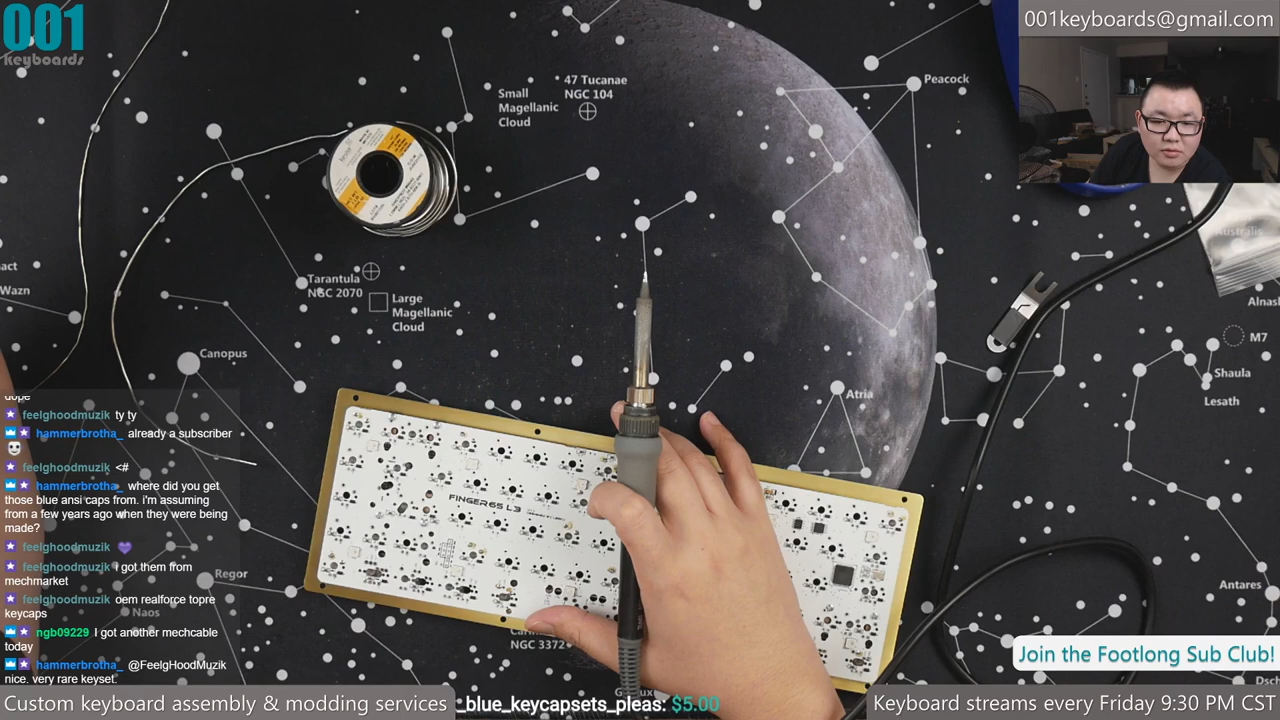 001
keyboards
001keyboards@gmail.com
47 Tucanae
NGC 104
Small
Magellanic
Cloud
Peacock
Tarantula
NGC 2070
Large
Magellanic
Cloud
Wazn
Canopus
Australis
Alnas
M7
Shaula
Lesath
Atria
Antares
Regor
Naos
NGC 3372
FINGER65 L3
dope
feelghoodmuzik ty ty
hammerbrotha_ already a subscriber
feelghoodmuzik <#
hammerbrotha_ where did you get
those blue ansi caps from. i'm assuming
from a few years ago when they were being
made?
feelghoodmuzik 💜
feelghoodmuzik i got them from
mechmarket
feelghoodmuzik oem realforce topre
keycaps
ngb09229 I got another mechcable
today
hammerbrotha_ @FeelgHoodMuzik
nice. very rare keyset.
Join the Footlong Sub Club!
Custom keyboard assembly & modding services
_blue_keycapsets_pleas: $5.00
Keyboard streams every Friday 9:30 PM CST